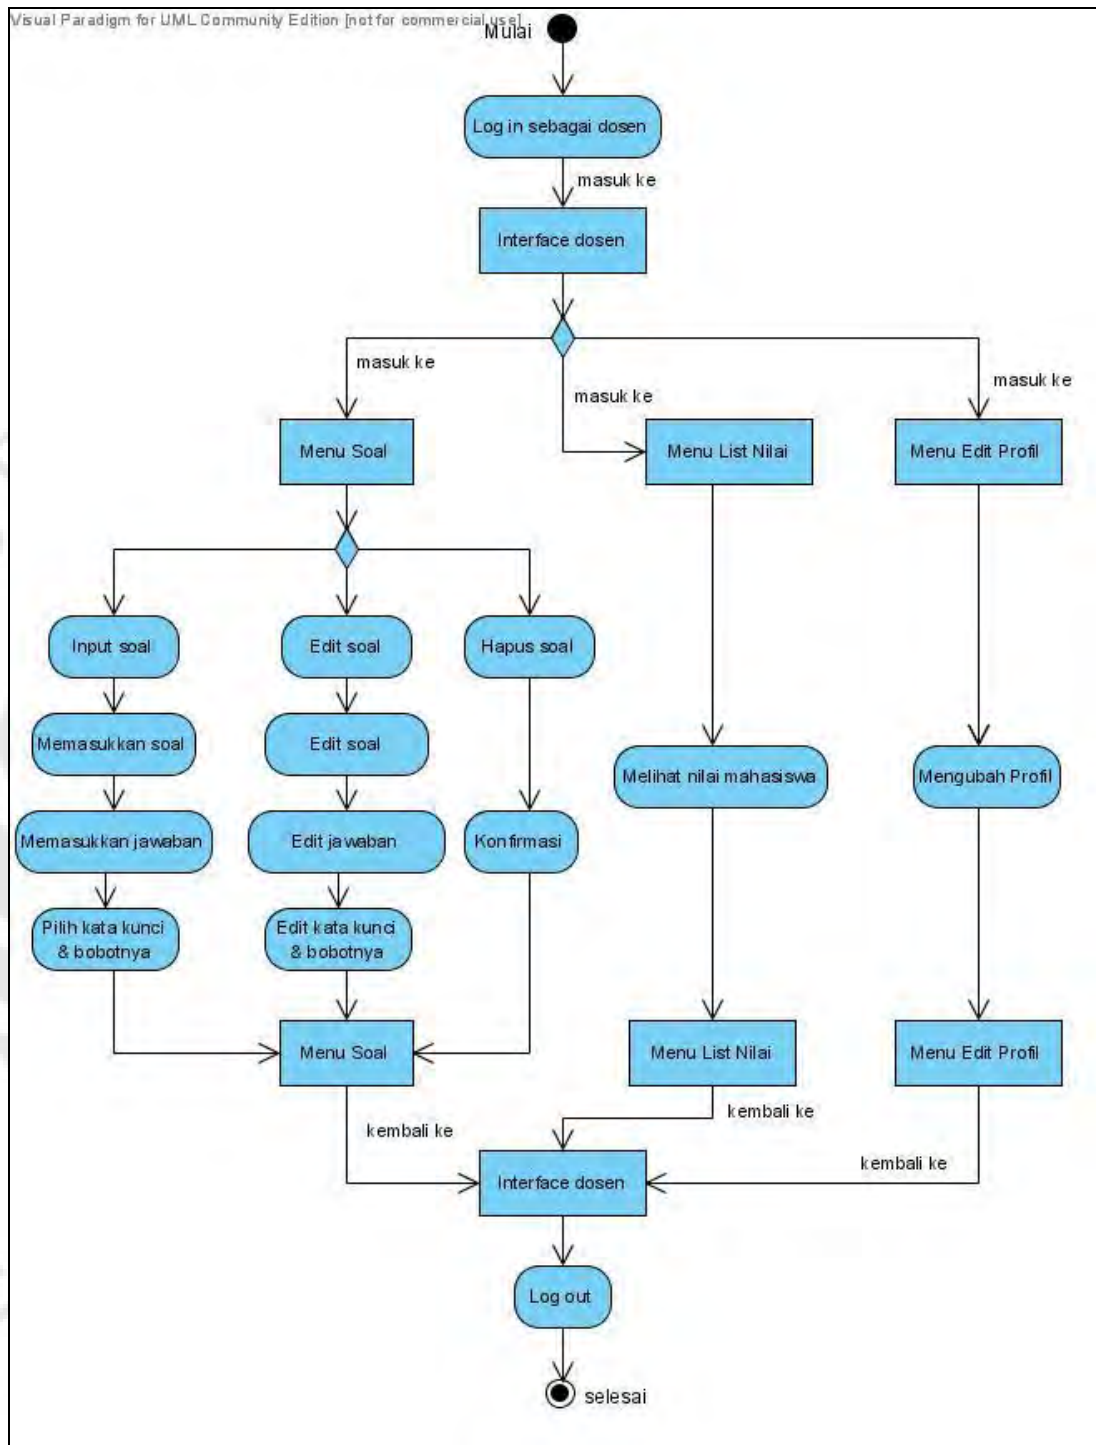 Visual Paradigm for UML Community Edition [not for commercial use]
Mulai
Log in sebagai dosen
masuk ke
Interface dosen
masuk ke
masuk ke
masuk ke
Menu Soal
Menu List Nilai
Menu Edit Profil
Input soal
Edit soal
Hapus soal
Memasukkan soal
Edit soal
Melihat nilai mahasiswa
Mengubah Profil
Memasukkan jawaban
Edit jawaban
Konfirmasi
Pilih kata kunci
& bobotnya
Edit kata kunci
& bobotnya
Menu Soal
Menu List Nilai
Menu Edit Profil
kembali ke
kembali ke
kembali ke
Interface dosen
Log out
selesai